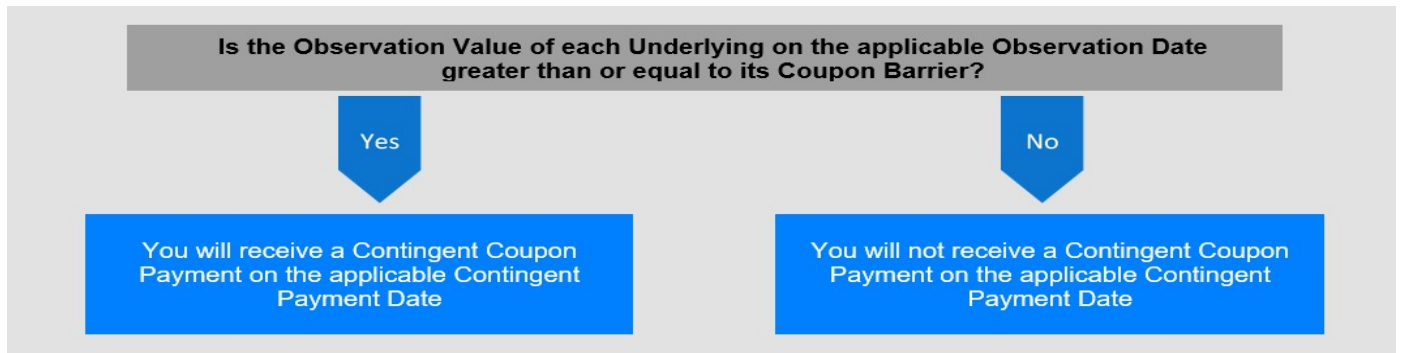 Is the Observation Value of each Underlying on the applicable Observation Date
greater than or equal to its Coupon Barrier?
Yes
No
You will receive a Contingent Coupon
Payment on the applicable Contingent
Payment Date
You will not receive a Contingent Coupon
Payment on the applicable Contingent
Payment Date